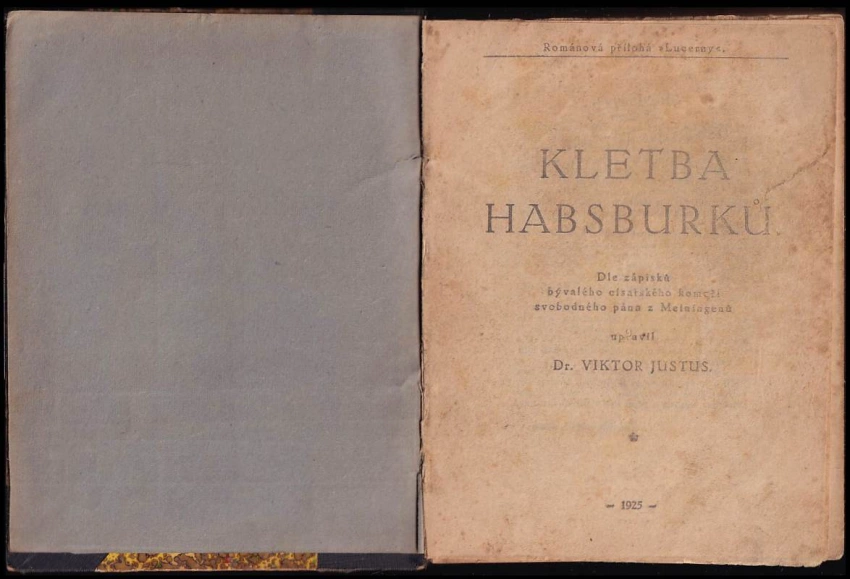 Románová příloha »Lucerny«.
KLETBA
HABSBURKŮ.
Dle zápisků
bývalého císařského komoří
svobodného pána z Meiningenů
upravil
Dr. VIKTOR JUSTUS.
– 1925 –